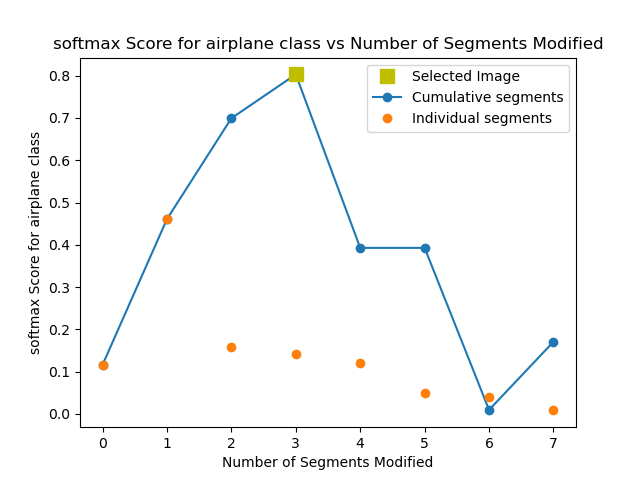 softmax Score for airplane class vs Number of Segments Modified
Selected Image
Cumulative segments
Individual segments
softmax Score for airplane class
0.8
0.7
0.6
0.5
0.4
0.3
0.2
0.1
0.0
0 1 2 3 4 5 6 7
Number of Segments Modified